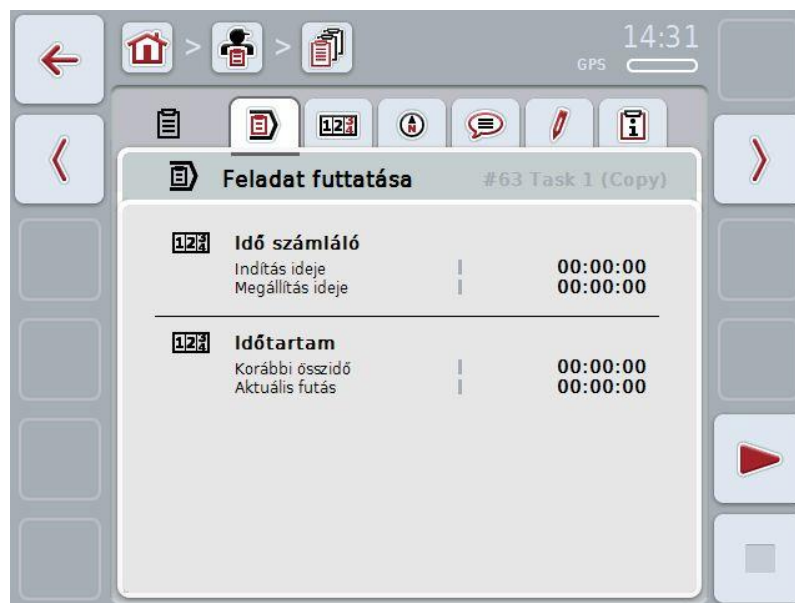 14:31
> >
GPS
Feladat futtatása #63 Task 1 (Copy)
Idő számláló
Indítás ideje 00:00:00
Megállítás ideje 00:00:00
Időtartam
Korábbi összidő 00:00:00
Aktuális futás 00:00:00